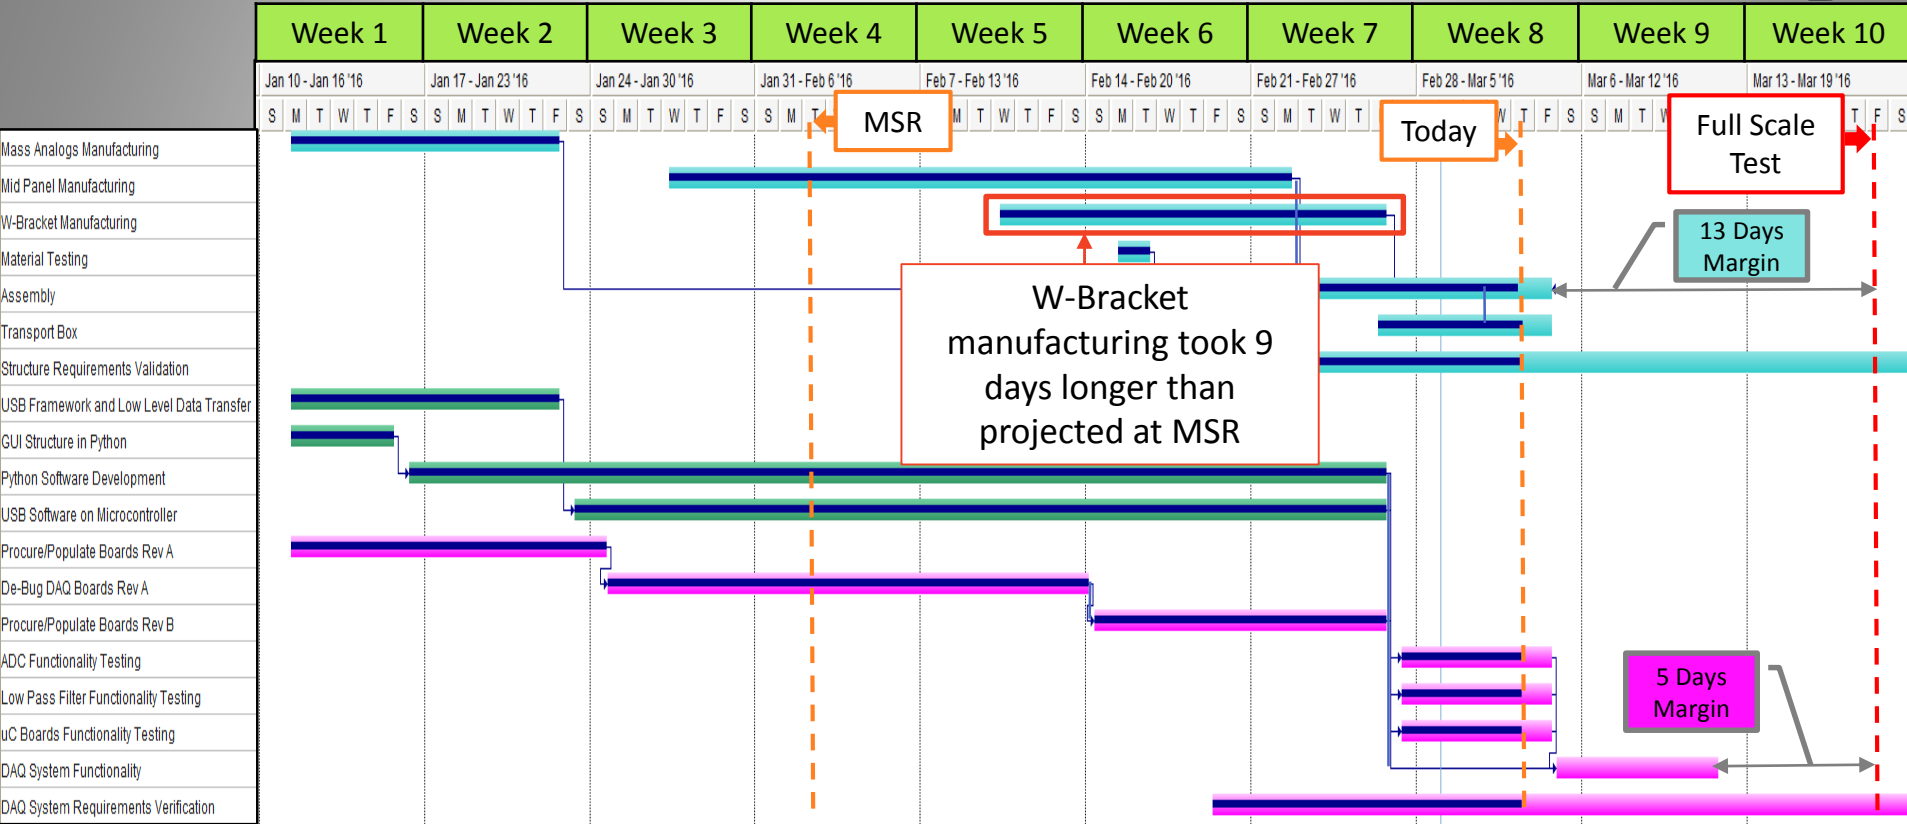 Week 1 Week 2 Week 3 Week 4 Week 5 Week 6 Week 7 Week 8 Week 9 Week 10
Jan 10 - Jan 16 '16 Jan 17 - Jan 23 '16 Jan 24 - Jan 30 '16 Jan 31 - Feb 6 '16 Feb 7 - Feb 13 '16 Feb 14 - Feb 20 '16 Feb 21 - Feb 27 '16 Feb 28 - Mar 5 '16 Mar 6 - Mar 12 '16 Mar 13 - Mar 19 '16
S M T W T F S S M T W T F S S M T W T F S S M T M T W T F S S M T W T F S S M T W T W T F S S M T W T F S
MSR
Today
Full Scale
Test
Mass Analogs Manufacturing
Mid Panel Manufacturing
W-Bracket Manufacturing
13 Days
Margin
Material Testing
Assembly
W-Bracket
manufacturing took 9
days longer than
projected at MSR
Transport Box
Structure Requirements Validation
USB Framework and Low Level Data Transfer
GUI Structure in Python
Python Software Development
USB Software on Microcontroller
Procure/Populate Boards Rev A
De-Bug DAQ Boards Rev A
Procure/Populate Boards Rev B
ADC Functionality Testing
Low Pass Filter Functionality Testing
5 Days
Margin
uC Boards Functionality Testing
DAQ System Functionality
DAQ System Requirements Verification